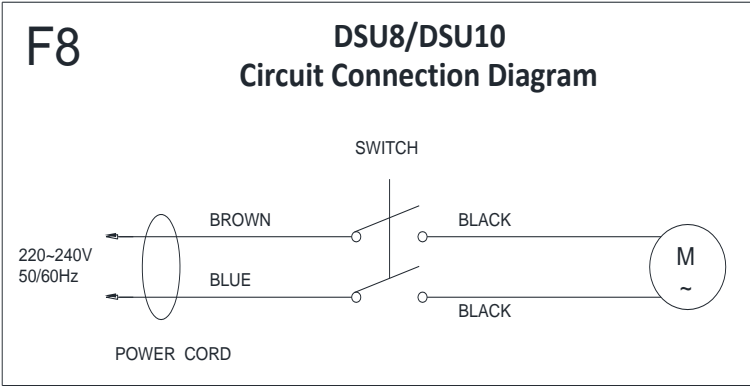 F8
DSU8/DSU10
Circuit Connection Diagram
SWITCH
BROWN
BLACK
220~240V
50/60Hz
M
~
BLUE
BLACK
POWER CORD